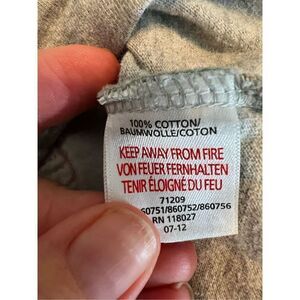 100% COTTON/
BAUMWOLLE/COTON
KEEP AWAY FROM FIRE
VON FEUER FERNHALTEN
TENIR ÉLOIGNÉ DU FEU
71209
60751/860752/860756
RN 118027
07-12